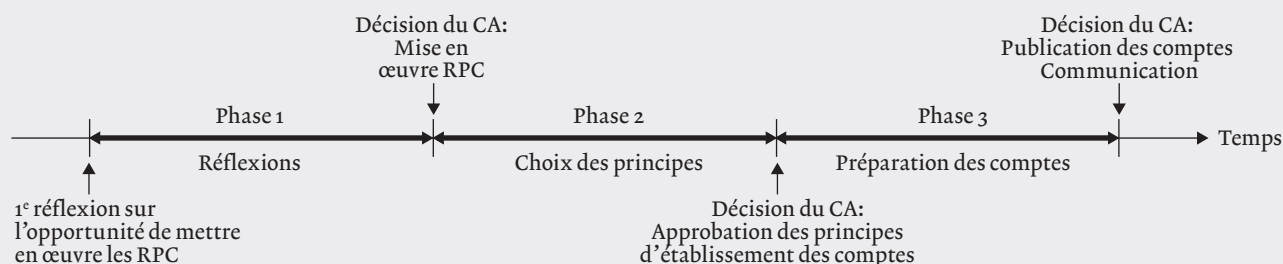 Décision du CA:
Mise en
œuvre RPC
Décision du CA:
Publication des comptes
Communication
Phase 1
Phase 2
Phase 3
Temps
Réflexions
Choix des principes
Préparation des comptes
1e réflexion sur
l’opportunité de mettre
en œuvre les RPC
Décision du CA:
Approbation des principes
d’établissement des comptes